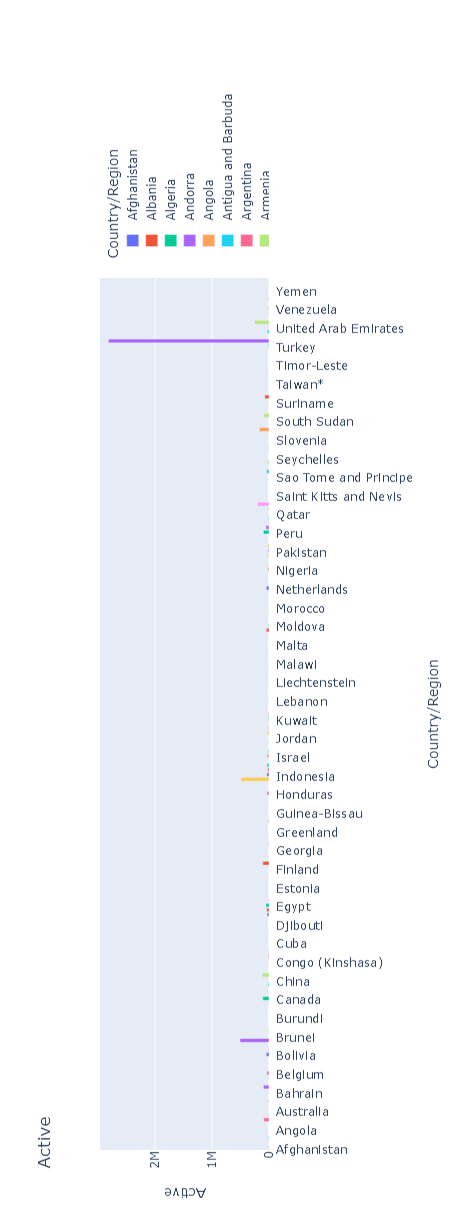 Active
Country/Region
Afghanistan
Albania
Algeria
Andorra
Angola
Antigua and Barbuda
Argentina
Armenia
Yemen
Venezuela
United Arab Emirates
Turkey
Timor-Leste
Taiwan*
Suriname
South Sudan
Slovenia
Seychelles
Sao Tome and Principe
Saint Kitts and Nevis
Qatar
Peru
Pakistan
Nigeria
Netherlands
Morocco
Moldova
Malta
Malawi
Liechtenstein
Lebanon
Kuwait
Jordan
Israel
Indonesia
Honduras
Guinea-Bissau
Greenland
Georgia
Finland
Estonia
Egypt
Djibouti
Cuba
Congo (Kinshasa)
China
Canada
Burundi
Brunei
Bolivia
Belgium
Bahrain
Australia
Angola
Afghanistan
2M
1M
0
Active
Country/Region